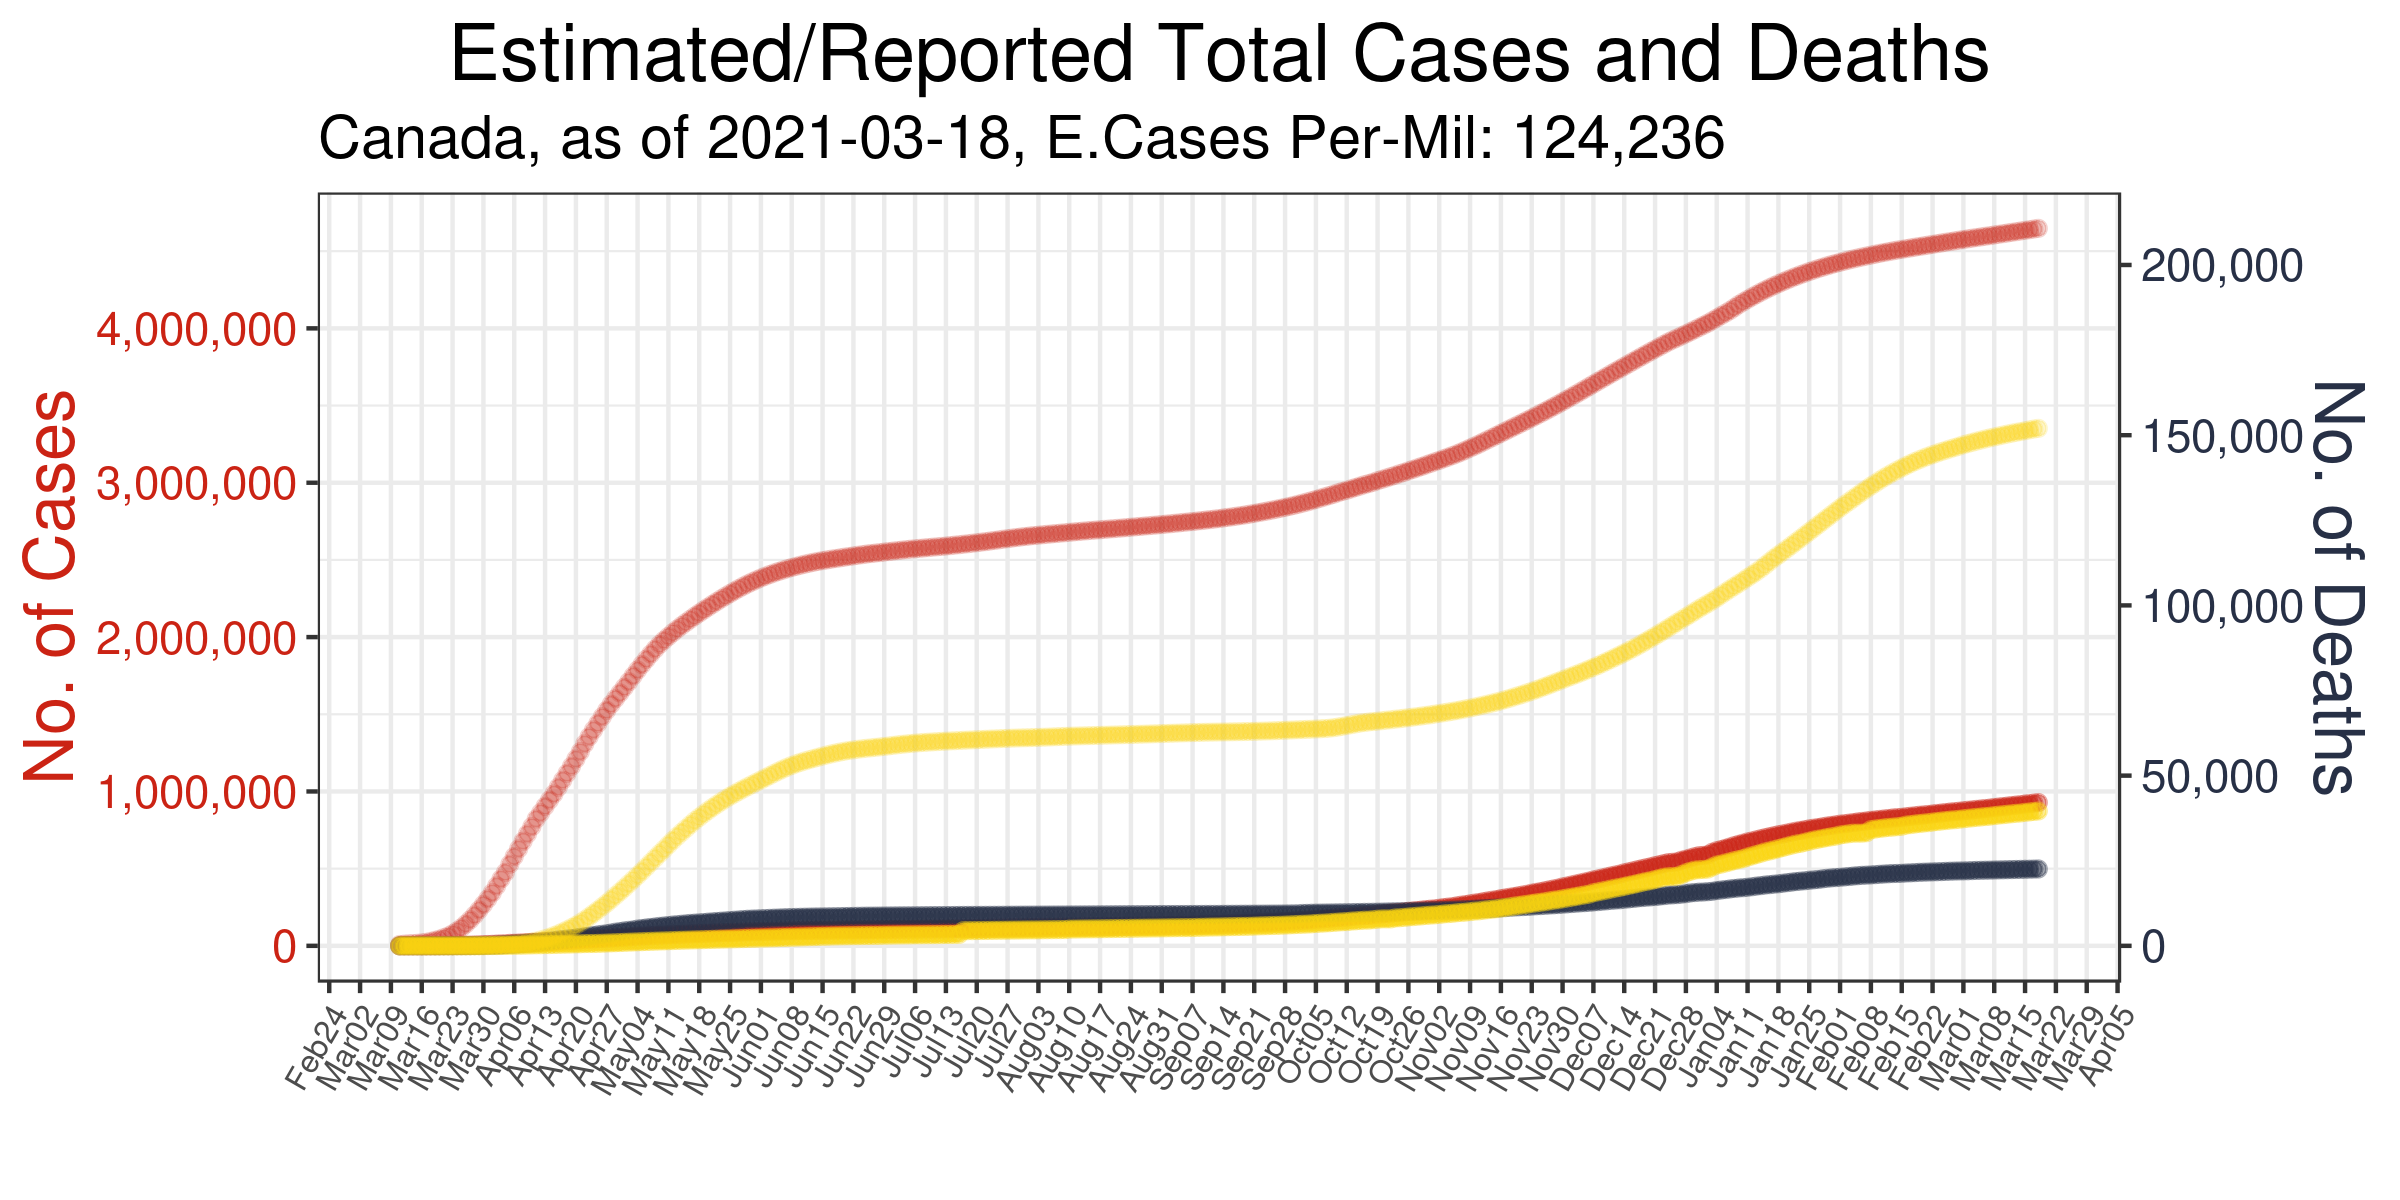 Estimated/Reported Total Cases and Deaths
Canada, as of 2021-03-18, E.Cases Per-Mil: 124,236
No. of Cases
4,000,000
3,000,000
2,000,000
1,000,000
0
200,000
150,000
100,000
50,000
0
No. of Deaths
Feb24
Mar02
Mar09
Mar16
Mar23
Mar30
Apr06
Apr13
Apr20
Apr27
May04
May11
May18
May25
Jun01
Jun08
Jun15
Jun22
Jun29
Jul06
Jul13
Jul20
Jul27
Aug03
Aug10
Aug17
Aug24
Aug31
Sep07
Sep14
Sep21
Sep28
Oct05
Oct12
Oct19
Oct26
Nov02
Nov09
Nov16
Nov23
Nov30
Dec07
Dec14
Dec21
Dec28
Jan04
Jan11
Jan18
Jan25
Feb01
Feb08
Feb15
Feb22
Mar01
Mar08
Mar15
Mar22
Mar29
Apr05